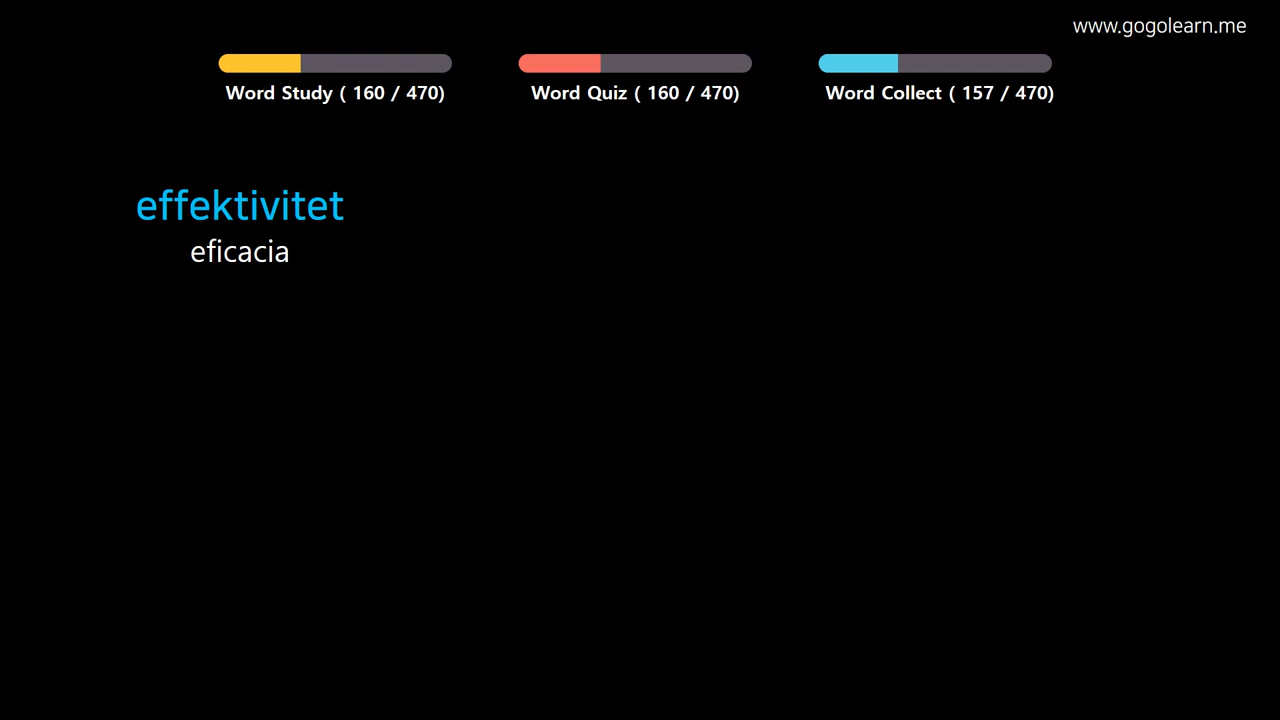 www.gogolearn.me
Word Study ( 160 / 470)
Word Quiz ( 160 / 470)
Word Collect ( 157 / 470)
effektivitet
eficacia